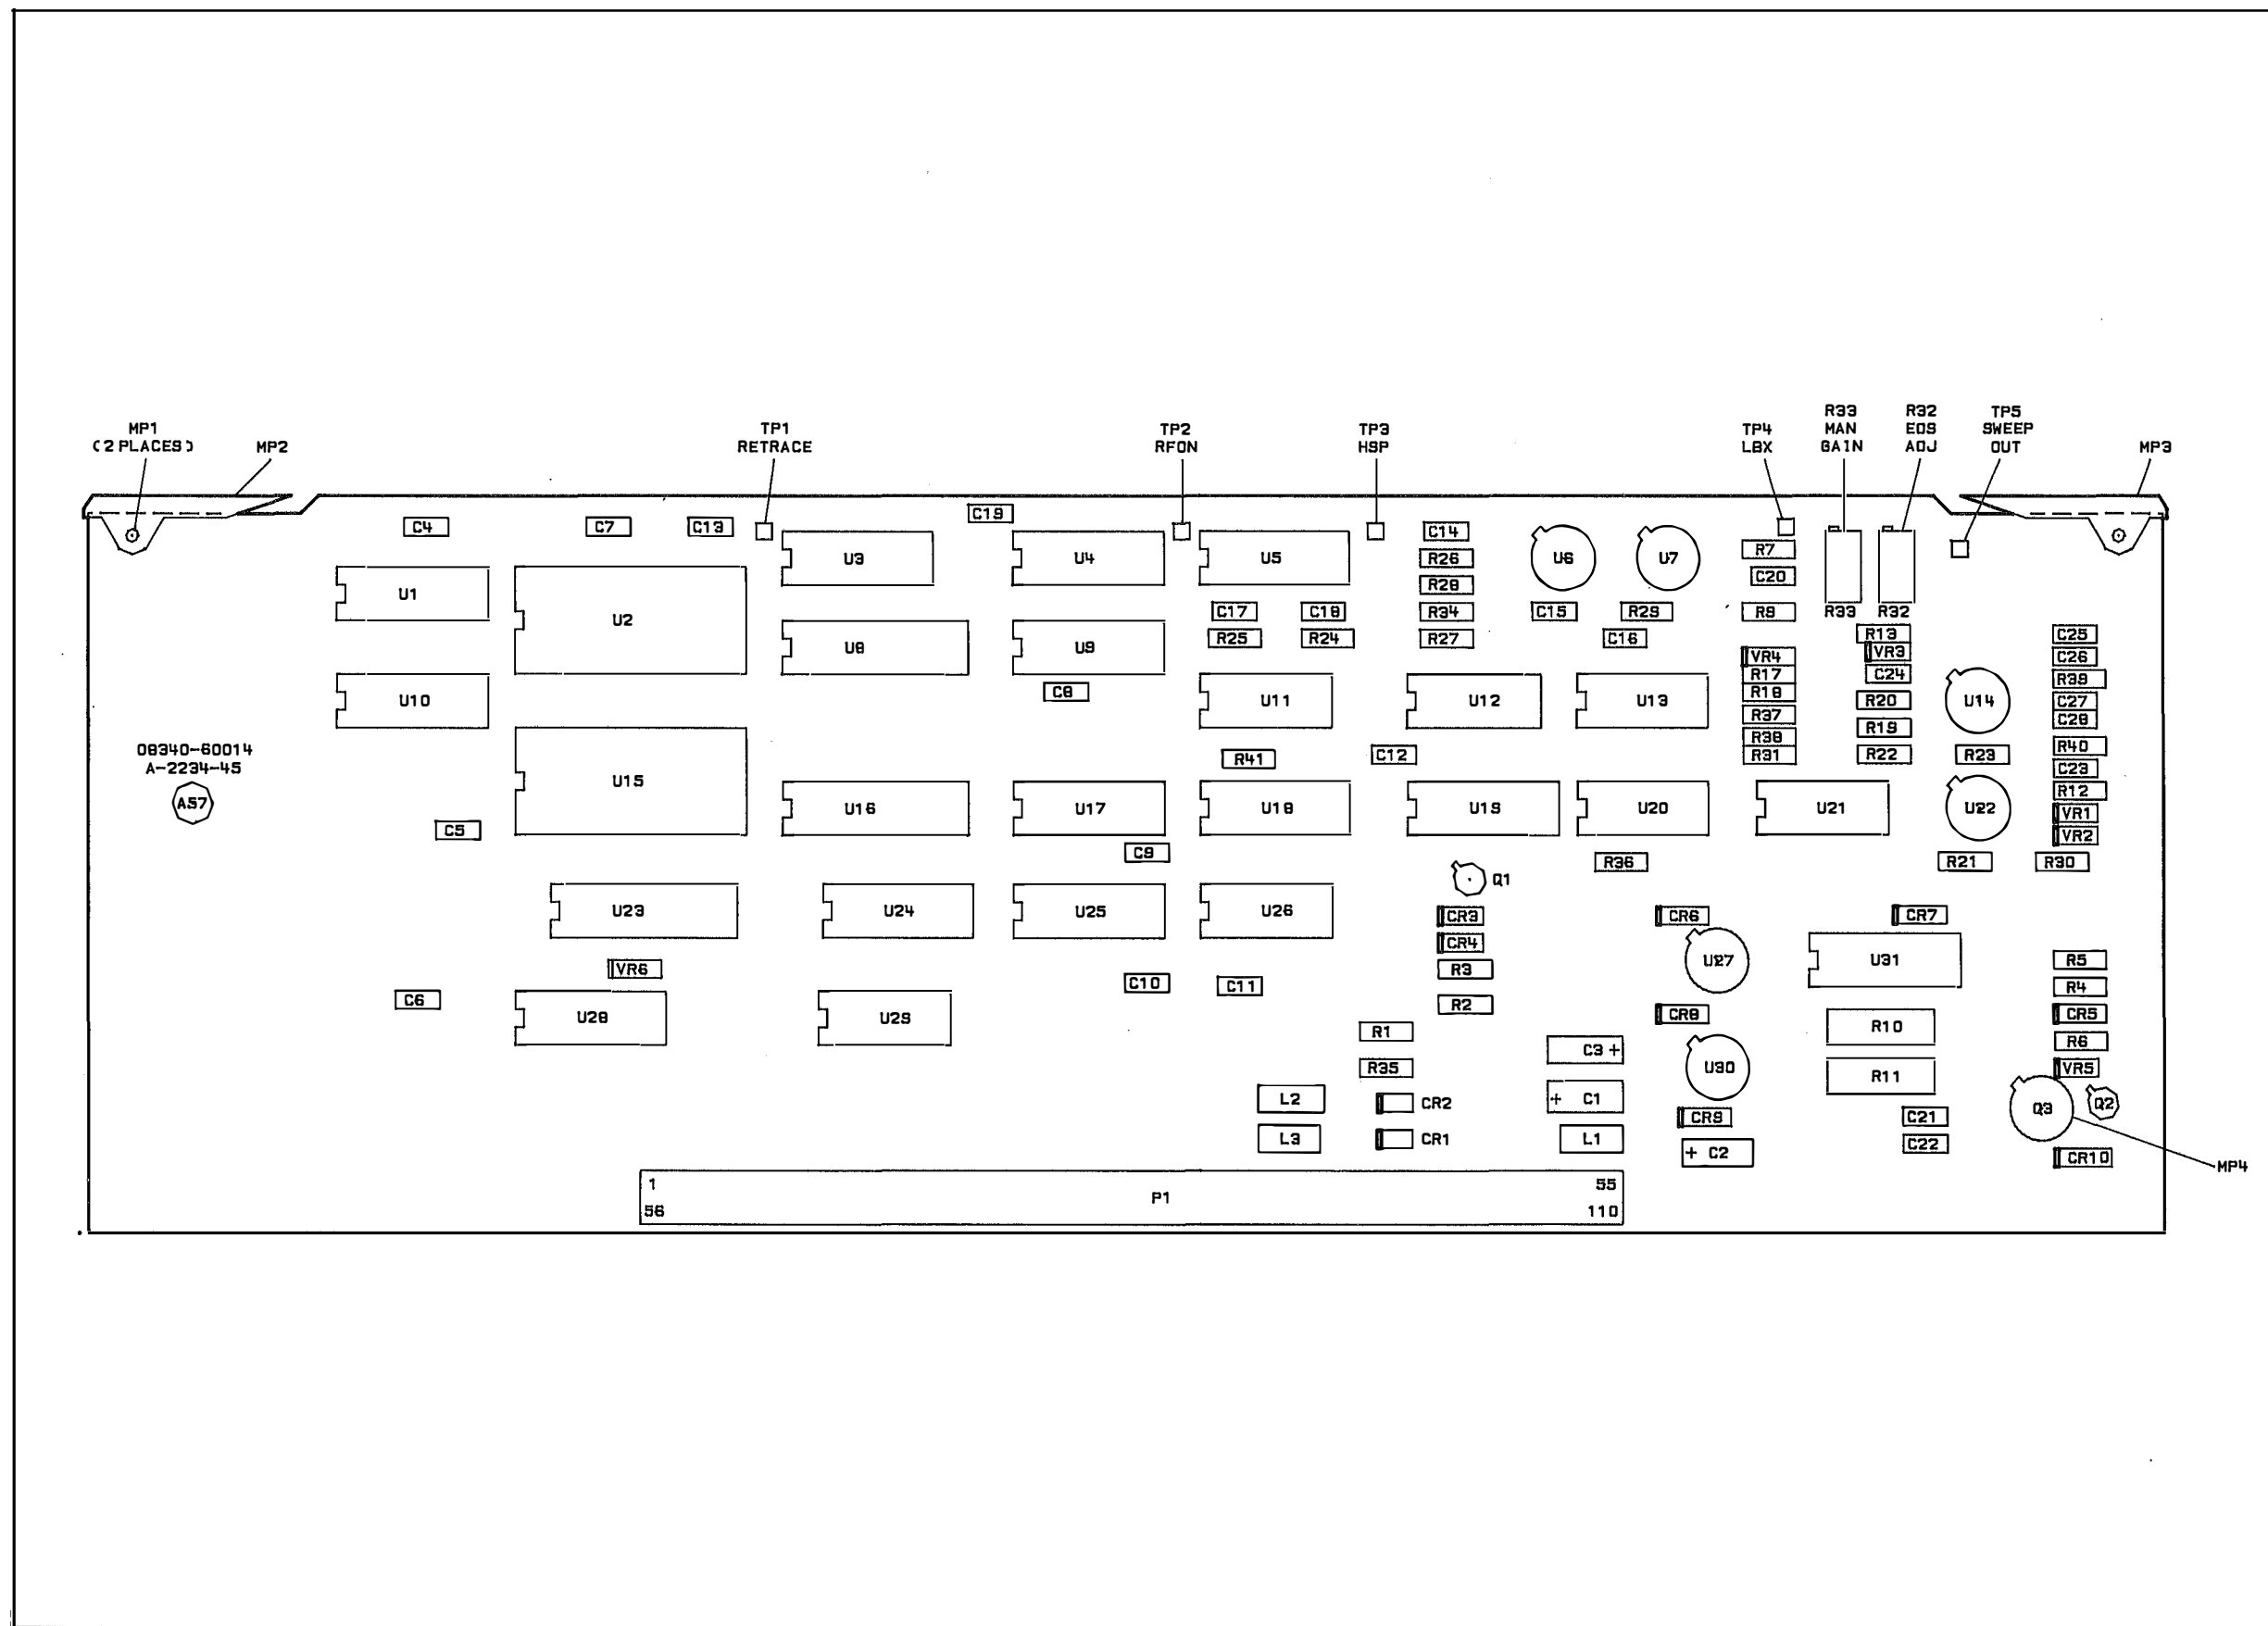 MP1
(2 PLACES)
MP2
TP1
RETRACE
TP2
RFON
TP3
HSP
TP4
LBX
R33
MAN
GAIN
R32
EOS
ADJ
TP5
SWEEP
OUT
MP3
C4
C7
C13
C19
U3
U4
U5
C14
R26
R28
R34
R27
U6
U7
R7
C20
R9
R33
R32
U1
U2
C17
C18
R25
R24
C15
R29
C16
U8
U9
R13
VR3
C24
VR4
R17
R18
R37
R38
R31
C25
C26
R39
C27
C28
U10
C8
U11
U12
U13
R20
R19
R22
U14
R23
R40
C23
R12
VR1
VR2
08340-60014
A-2234-45
A57
R41
C12
U15
U16
U17
U18
U19
U20
U21
U22
C5
C9
R36
R21
R30
Q1
U23
U24
U25
U26
CR3
CR4
R3
R2
CR6
CR7
U27
U31
R5
R4
CR5
R6
VR5
VR6
C6
C10
C11
U28
U29
R1
R35
CR8
C3 +
U30
R10
R11
L2
CR2
+ C1
Q3
Q2
L3
CR1
L1
CR9
+ C2
C21
C22
CR10
MP4
1
55
P1
56
110